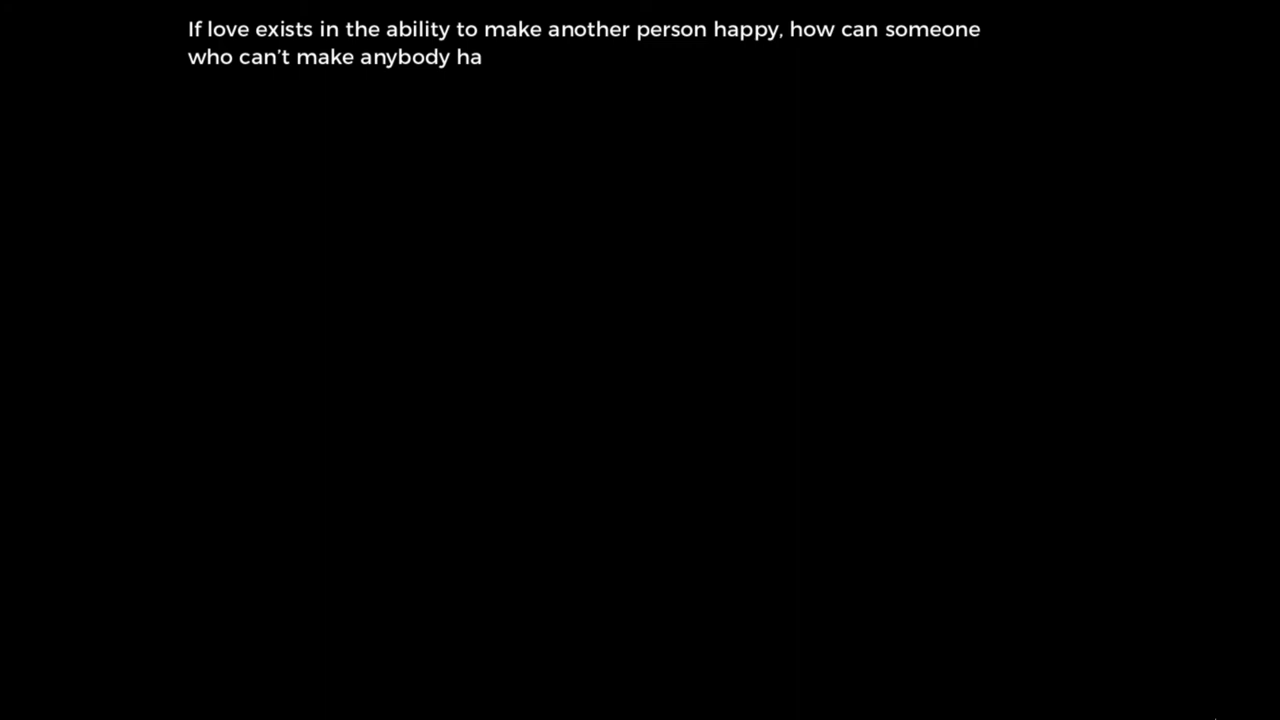 If love exists in the ability to make another person happy, how can someone
who can’t make anybody ha